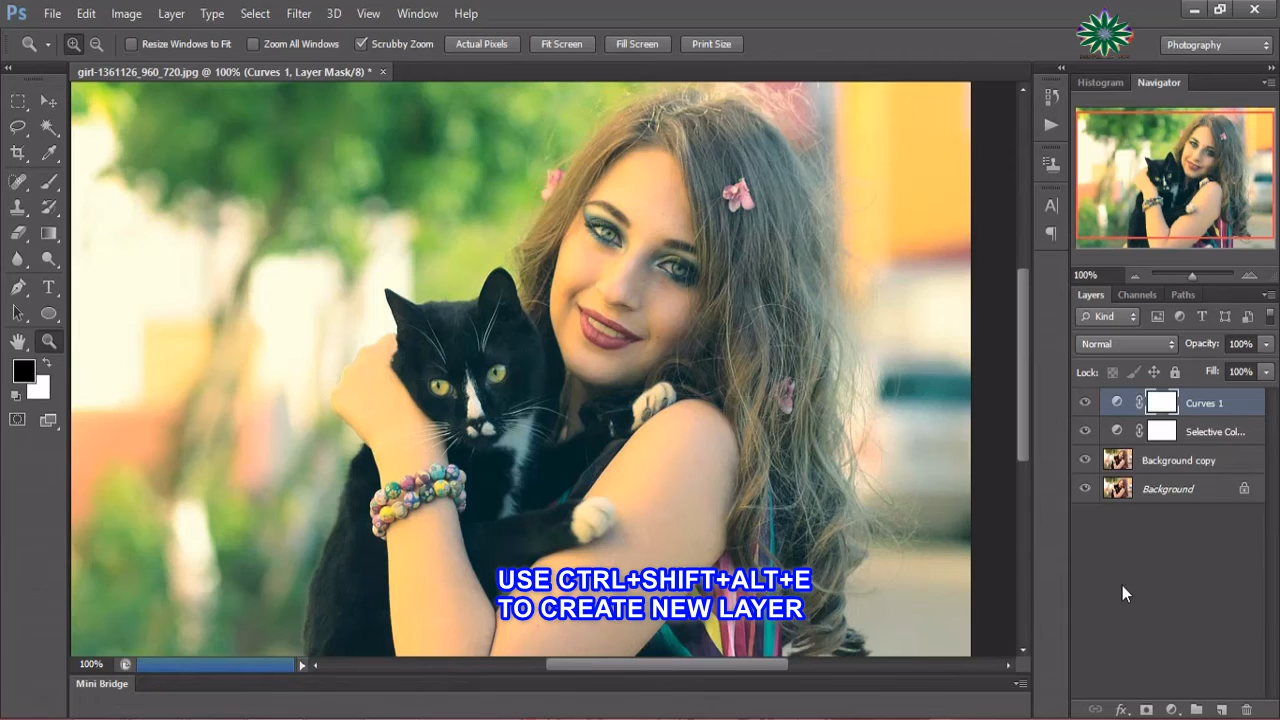 Ps File Edit Image Layer Type Select Filter 3D View Window Help
Resize Windows to Fit Zoom All Windows Scrubby Zoom Actual Pixels Fit Screen Fill Screen Print Size Photography
girl-1361126_960_720.jpg @ 100% (Curves 1, Layer Mask/8) *
Histogram Navigator
100%
Layers Channels Paths
Kind
Normal Opacity: 100%
Lock: Fill: 100%
Curves 1
Selective Col...
Background copy
Background
USE CTRL+SHIFT+ALT+E
TO CREATE NEW LAYER
100%
Mini Bridge